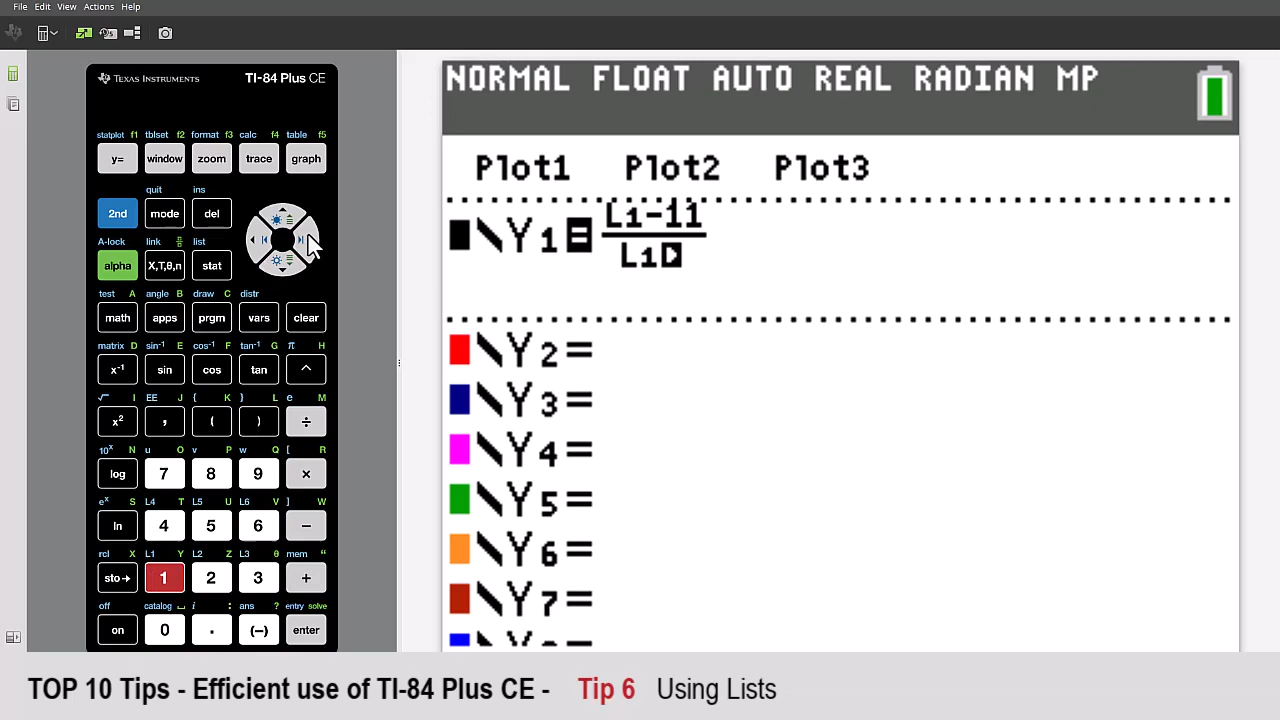 File Edit View Actions Help
TEXAS INSTRUMENTS TI-84 Plus CE
NORMAL FLOAT AUTO REAL RADIAN MP
Plot1 Plot2 Plot3
\Y1=
L1-11
L1
\Y2=
\Y3=
\Y4=
\Y5=
\Y6=
\Y7=
statplot f1 tblset f2 format f3 calc f4 table f5
y= window zoom trace graph
quit ins
2nd mode del
A-lock link list
alpha X,T,θ,n stat
test A angle B draw C distr
math apps prgm vars clear
matrix D sin⁻¹ E cos⁻¹ F tan⁻¹ G π H
x⁻¹ sin cos tan ^
√ I EE J { K } L e M
x² , ( ) ÷
10ˣ N u O v P w Q [ R
log 7 8 9 ×
eˣ S L4 T L5 U L6 V ] W
ln 4 5 6 −
rcl X L1 Y L2 Z L3 θ mem “
sto→ 1 2 3 +
off catalog i : ans ? entry solve
on 0 . (−) enter
TOP 10 Tips - Efficient use of TI-84 Plus CE - Tip 6 Using Lists